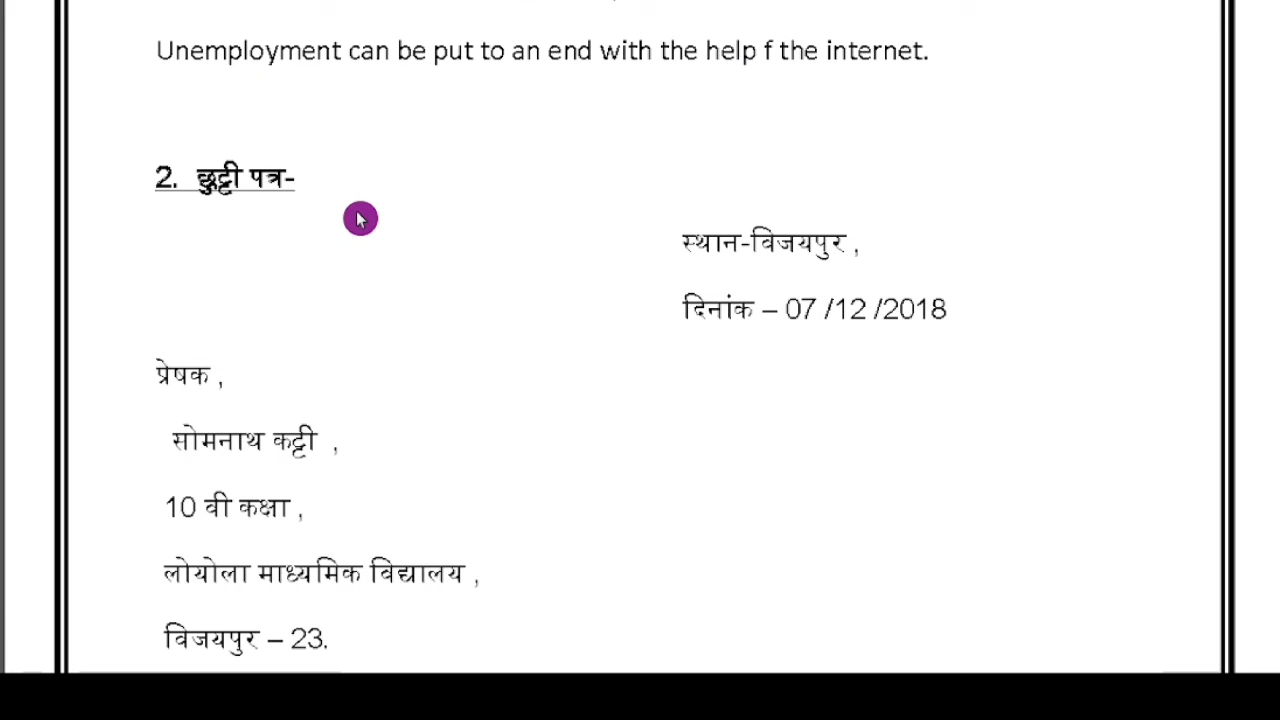 Unemployment can be put to an end with the help f the internet.
2. छुट्टी पत्र-
स्थान-विजयपुर ,
दिनांक – 07 /12 /2018
प्रेषक ,
सोमनाथ कट्टी ,
10 वी कक्षा ,
लोयोला माध्यमिक विद्यालय ,
विजयपुर – 23.